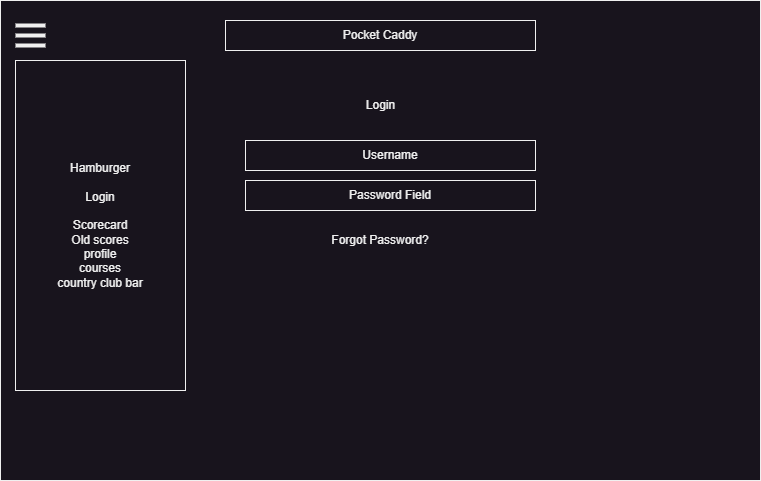 Pocket Caddy
Login
Username
Password Field
Forgot Password?
Hamburger
Login
Scorecard
Old scores
profile
courses
country club bar